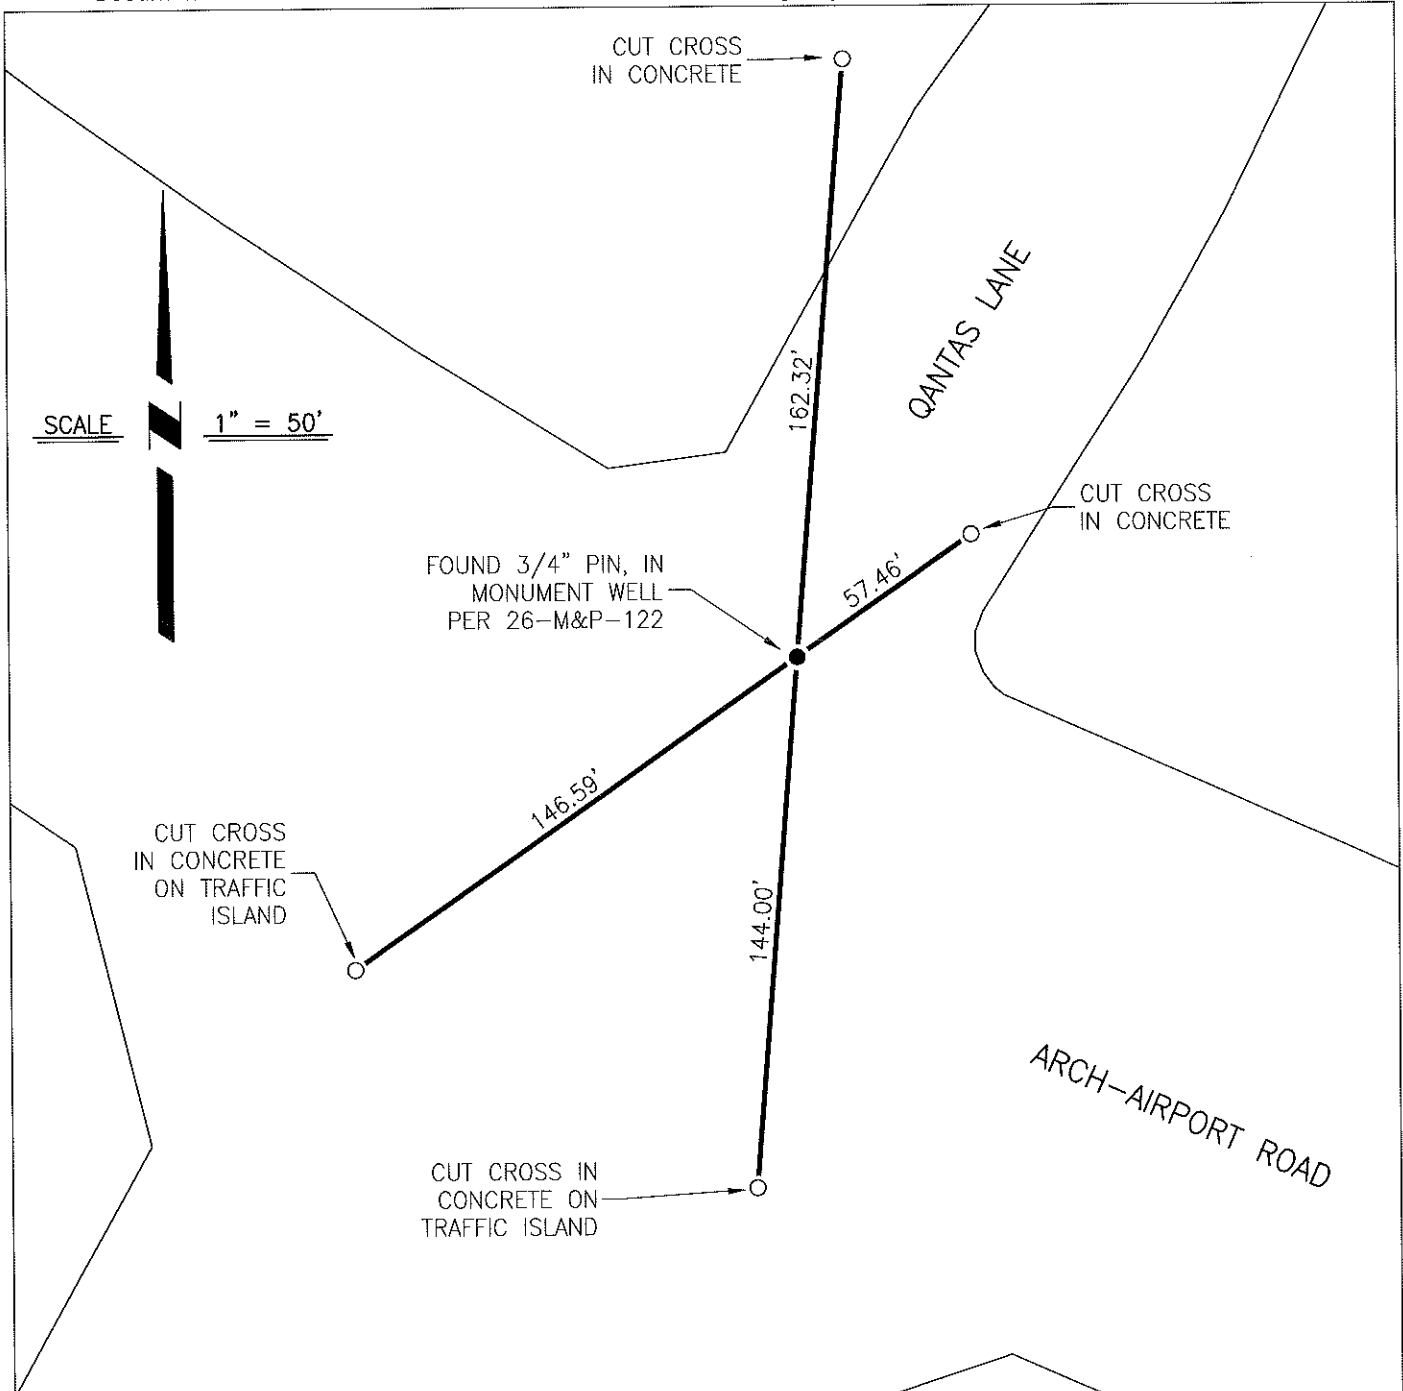 CUT CROSS
IN CONCRETE
162.32'
QANTAS LANE
SCALE N 1" = 50'
CUT CROSS
IN CONCRETE
57.46'
FOUND 3/4" PIN, IN
MONUMENT WELL
PER 26-M&P-122
146.59'
CUT CROSS
IN CONCRETE
ON TRAFFIC
ISLAND
144.00'
ARCH-AIRPORT ROAD
CUT CROSS IN
CONCRETE ON
TRAFFIC ISLAND